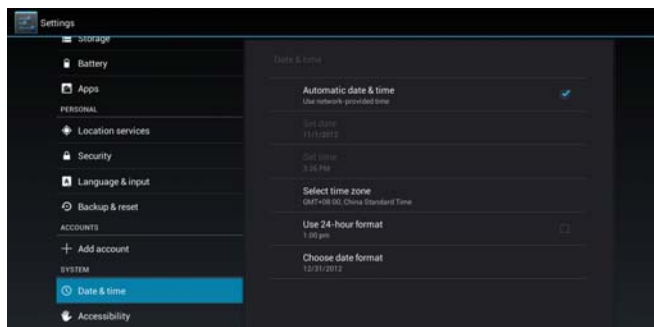 Settings
Storage
Battery
Apps
PERSONAL
Location services
Security
Language & input
Backup & reset
ACCOUNTS
Add account
SYSTEM
Date & time
Accessibility
Date & time
Automatic date & time
Use network-provided time
Set date
11/1/2012
Set time
3:26 PM
Select time zone
GMT+08:00, China Standard Time
Use 24-hour format
1:00 pm
Choose date format
12/31/2012